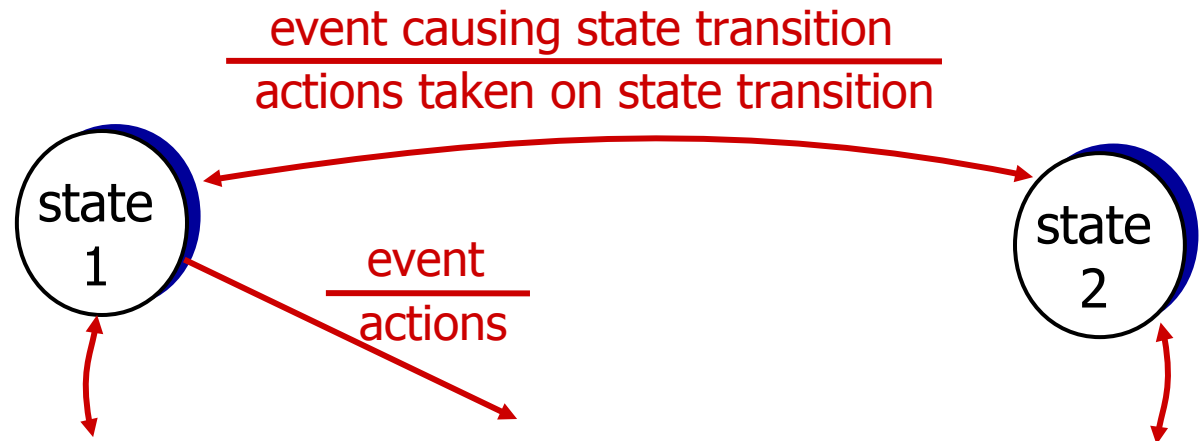 event causing state transition
actions taken on state transition
state
1
state
2
event
actions